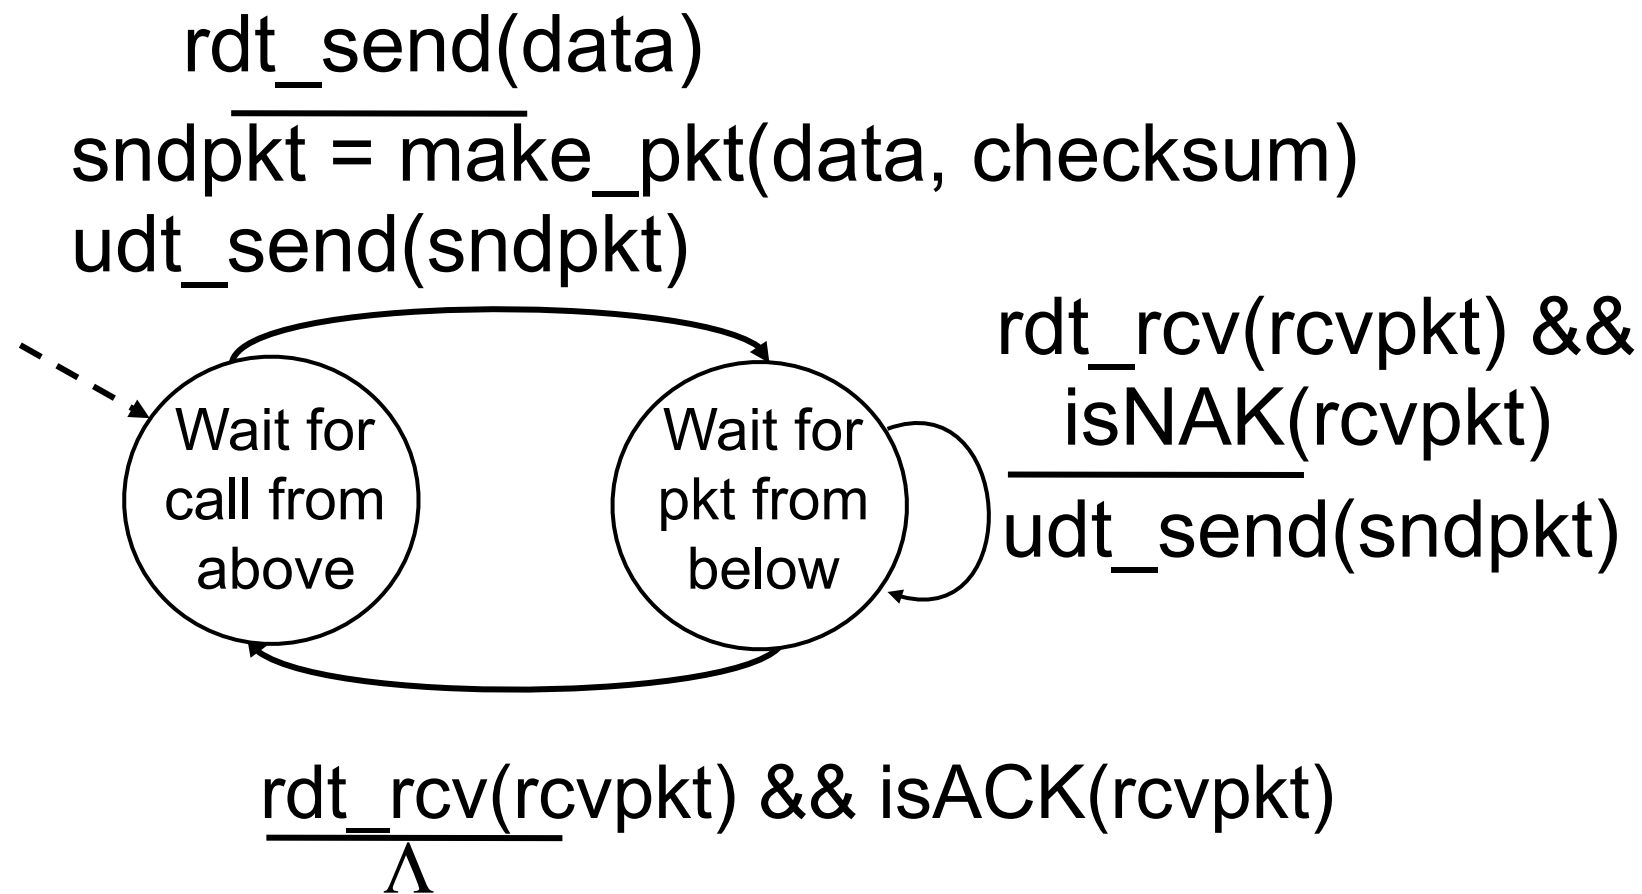 rdt_send(data)
sndpkt = make_pkt(data, checksum)
udt_send(sndpkt)
rdt_rcv(rcvpkt) &&
isNAK(rcvpkt)
udt_send(sndpkt)
Wait for
call from
above
Wait for
pkt from
below
rdt_rcv(rcvpkt) && isACK(rcvpkt)
Λ